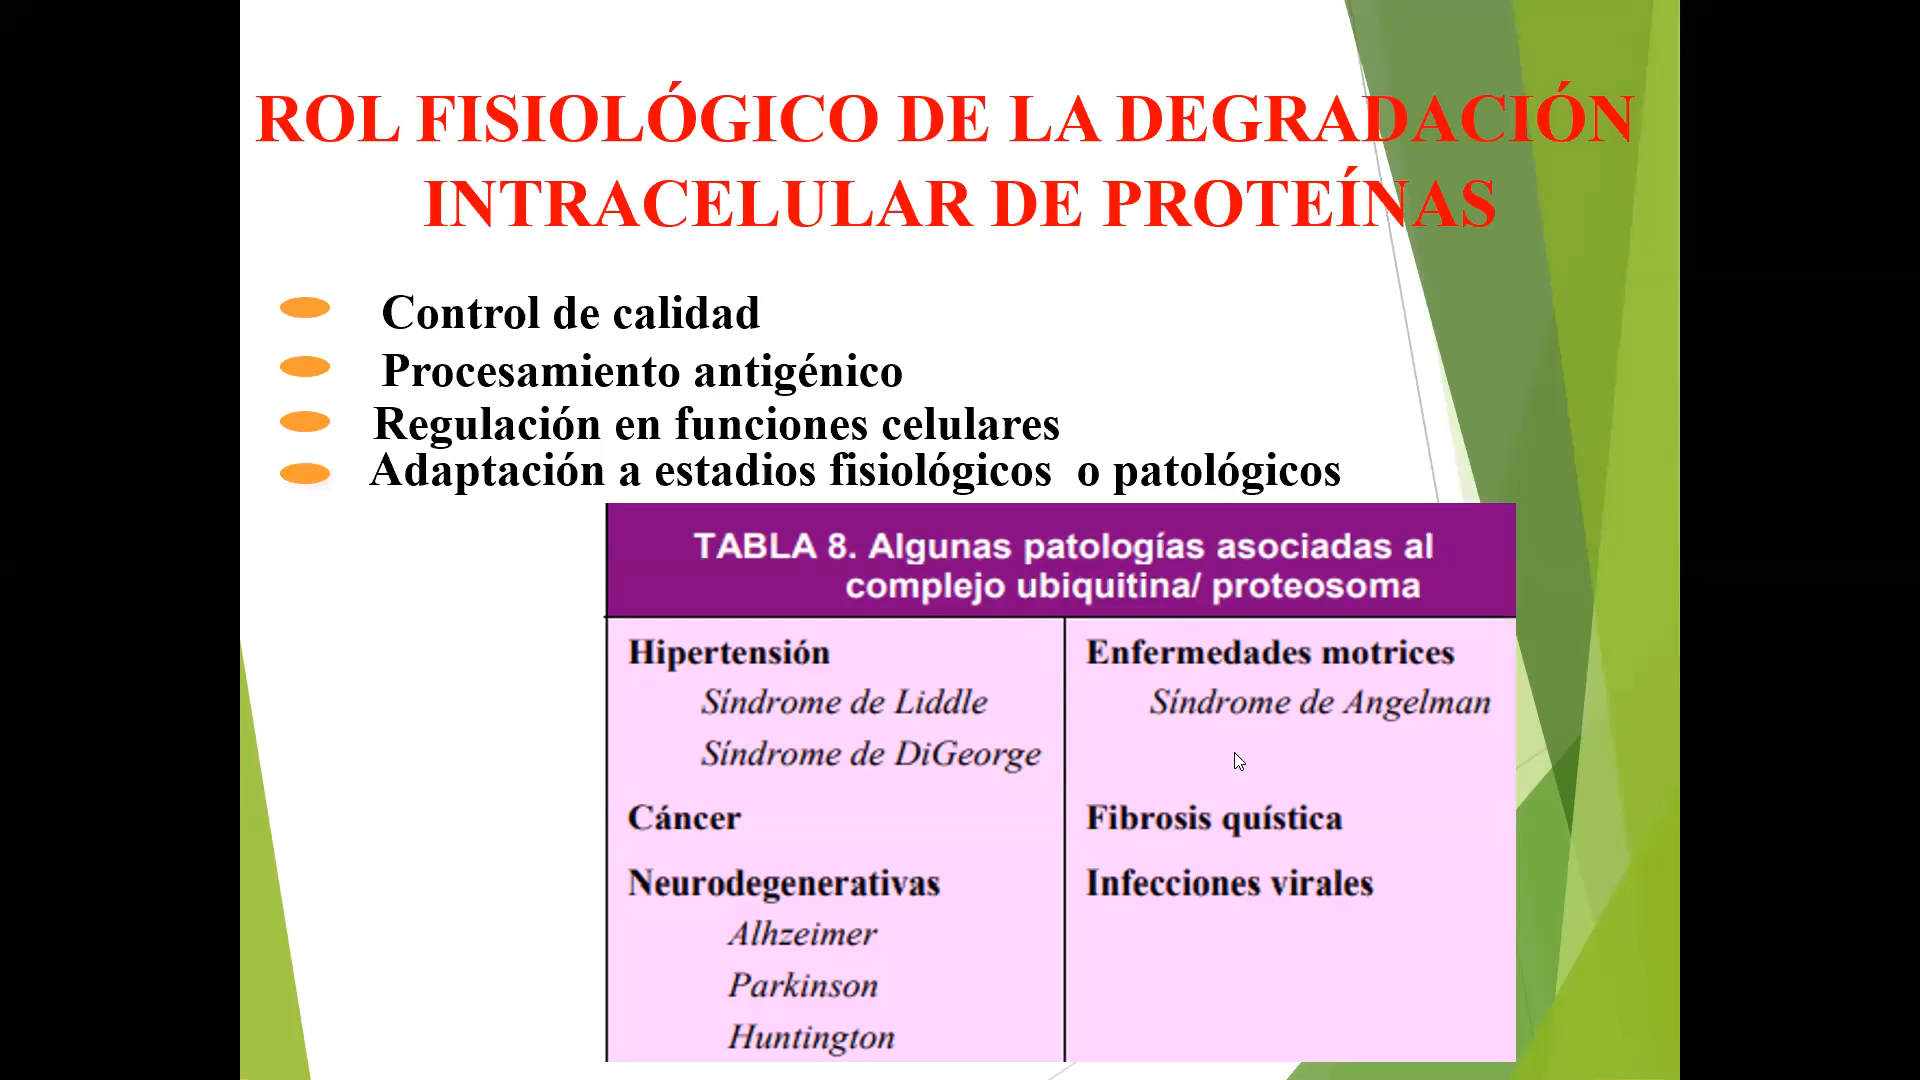 ROL FISIOLÓGICO DE LA DEGRADACIÓN
INTRACELULAR DE PROTEÍNAS
Control de calidad
Procesamiento antigénico
Regulación en funciones celulares
Adaptación a estadios fisiológicos o patológicos
TABLA 8. Algunas patologías asociadas al
complejo ubiquitina/ proteosoma
Hipertensión
Síndrome de Liddle
Síndrome de DiGeorge
Cáncer
Neurodegenerativas
Alhzeimer
Parkinson
Huntington
Enfermedades motrices
Síndrome de Angelman
Fibrosis quística
Infecciones virales